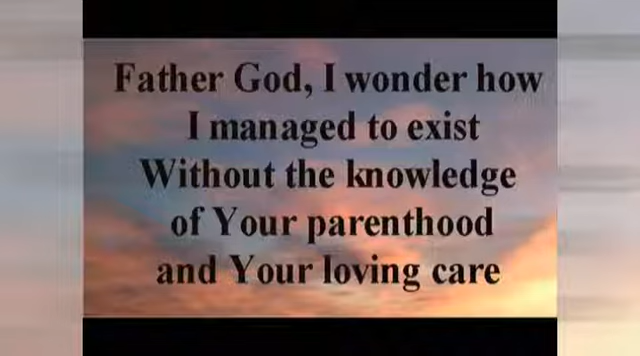 Father God, I wonder how
I managed to exist
Without the knowledge
of Your parenthood
and Your loving care